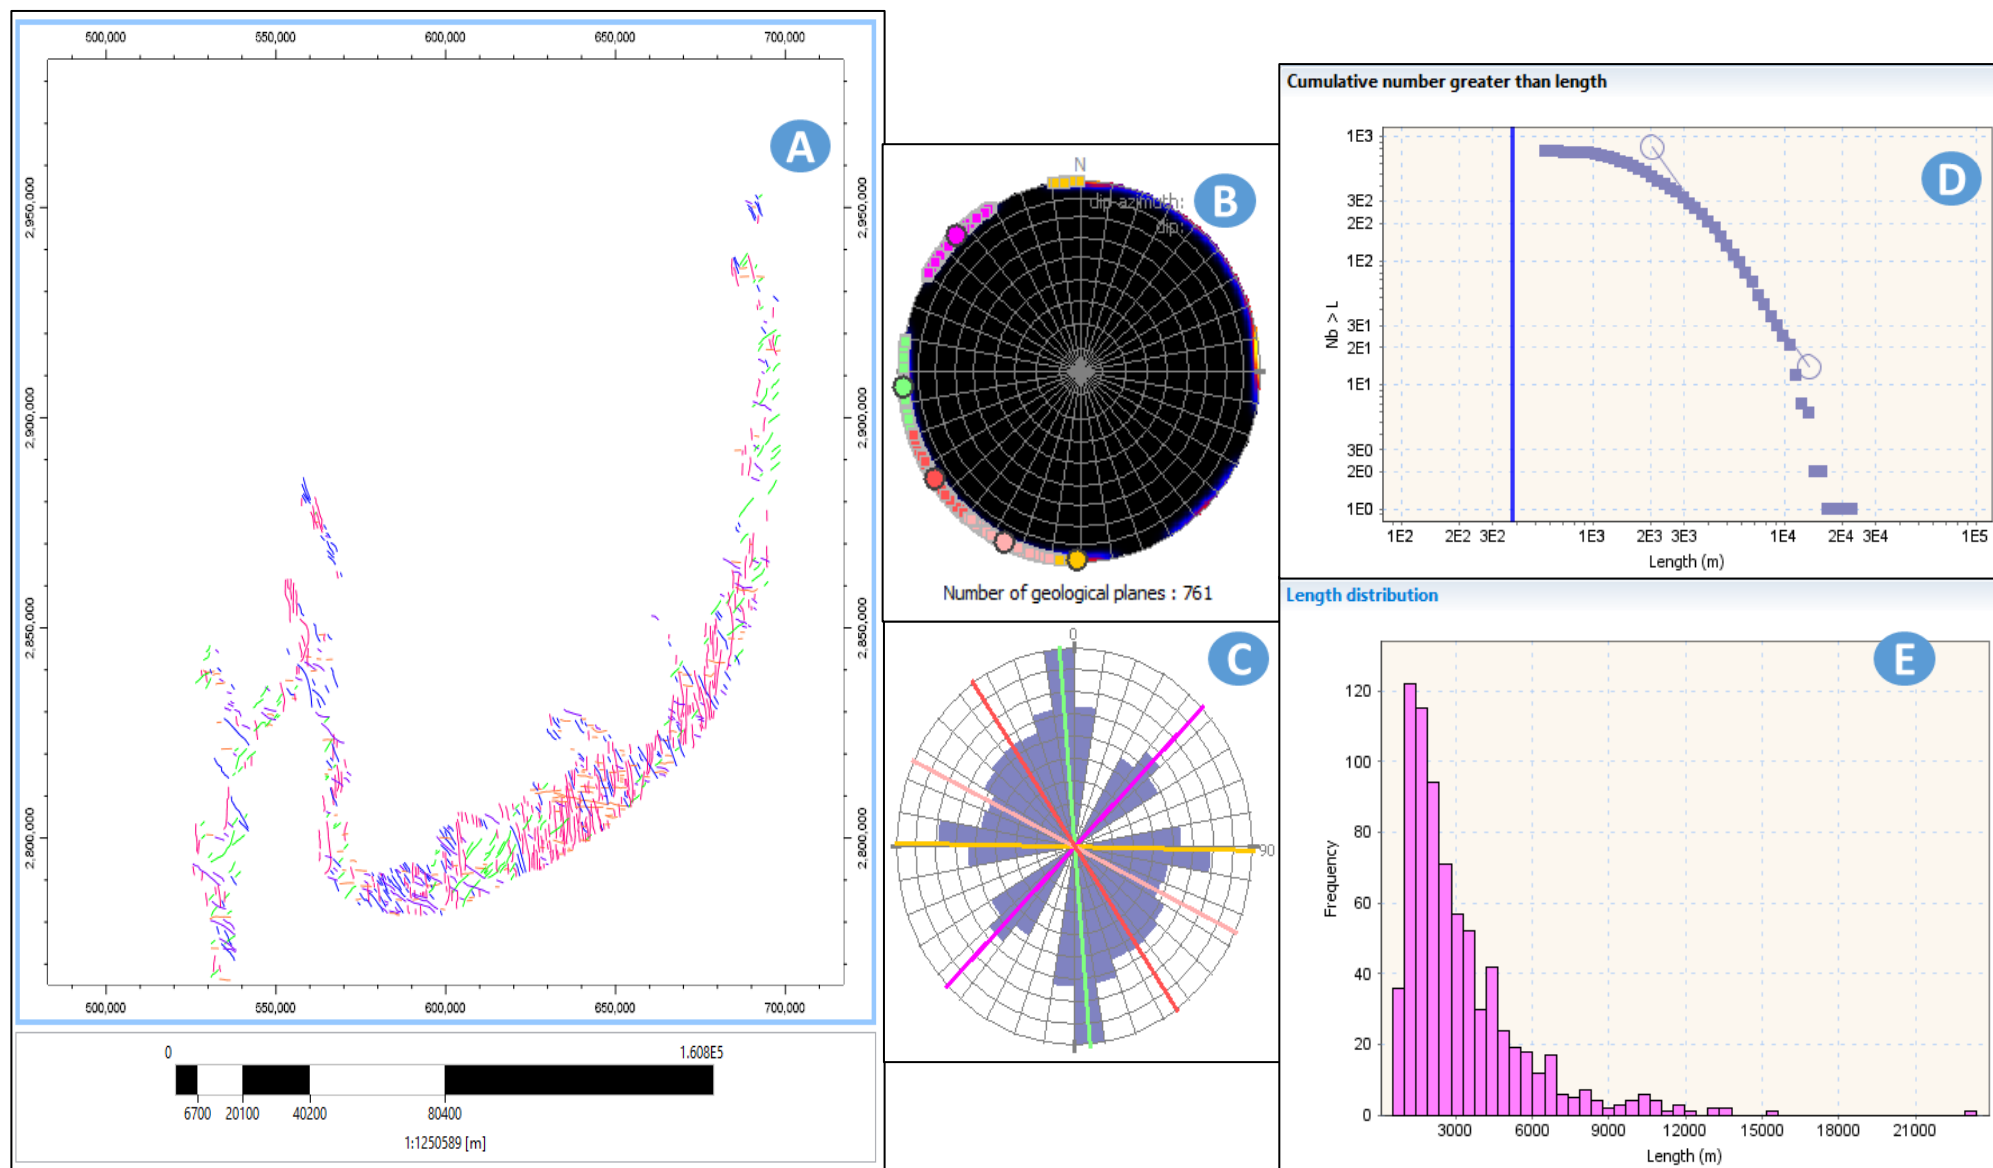 500,000 550,000 600,000 650,000 700,000
A
2,950,000 2,950,000
2,900,000 2,900,000
2,850,000 2,850,000
2,800,000 2,800,000
500,000 550,000 600,000 650,000 700,000
0 1.608E5
6700 20100 40200 80400
1:1250589 [m]
N
B
dip azimuth:
dip:
Number of geological planes : 761
0
C
90
Cumulative number greater than length
D
1E3
3E2
2E2
1E2
3E1
2E1
1E1
3E0
2E0
1E0
Nb > L
1E2 2E2 3E2 1E3 2E3 3E3 1E4 2E4 3E4 1E5
Length (m)
Length distribution
E
120
100
80
60
40
20
0
Frequency
3000 6000 9000 12000 15000 18000 21000
Length (m)